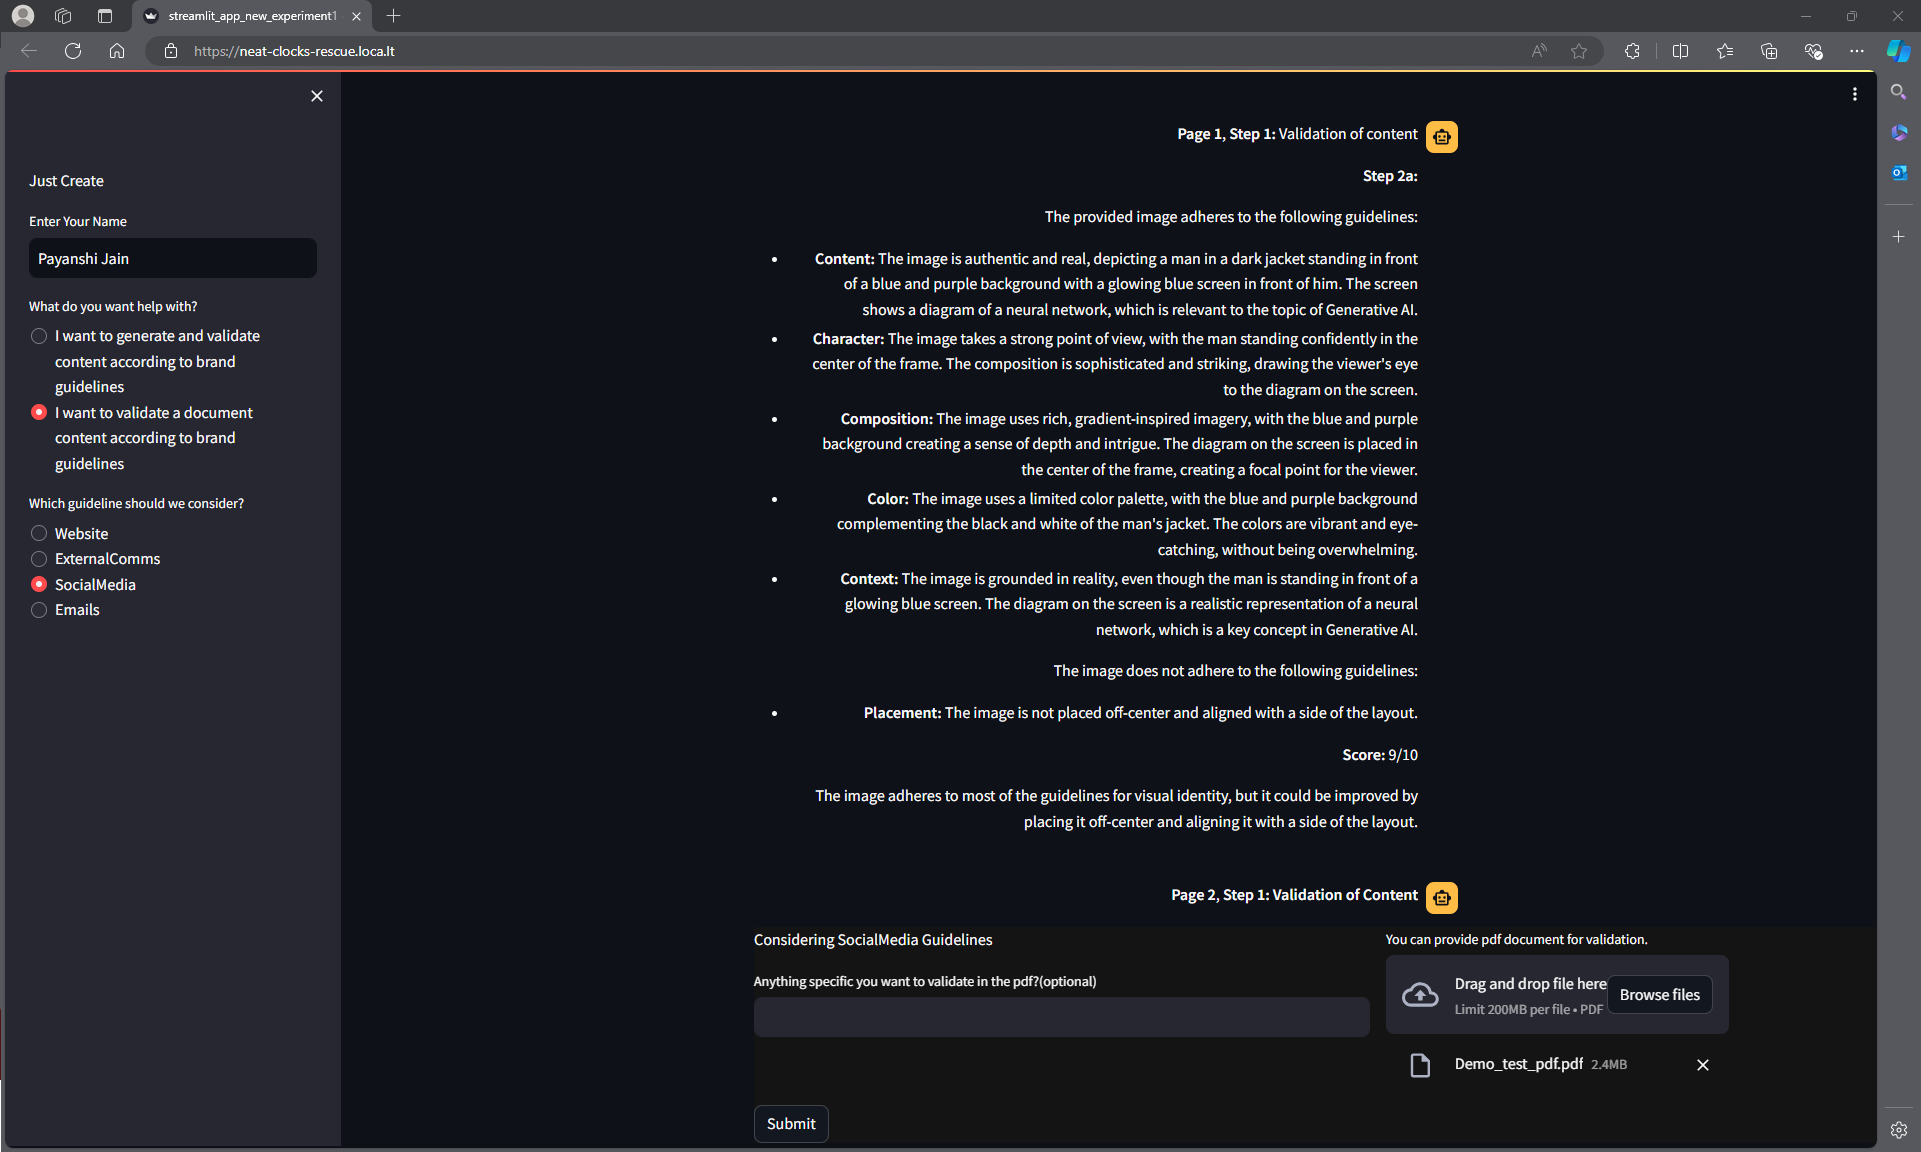 streamlit_app_new_experiment1
https://neat-clocks-rescue.loca.lt
Just Create
Enter Your Name
Payanshi Jain
What do you want help with?
I want to generate and validate
content according to brand
guidelines
I want to validate a document
content according to brand
guidelines
Which guideline should we consider?
Website
ExternalComms
SocialMedia
Emails
Page 1, Step 1: Validation of content
Step 2a:
The provided image adheres to the following guidelines:
• Content: The image is authentic and real, depicting a man in a dark jacket standing in front
of a blue and purple background with a glowing blue screen in front of him. The screen
shows a diagram of a neural network, which is relevant to the topic of Generative AI.
• Character: The image takes a strong point of view, with the man standing confidently in the
center of the frame. The composition is sophisticated and striking, drawing the viewer's eye
to the diagram on the screen.
• Composition: The image uses rich, gradient-inspired imagery, with the blue and purple
background creating a sense of depth and intrigue. The diagram on the screen is placed in
the center of the frame, creating a focal point for the viewer.
• Color: The image uses a limited color palette, with the blue and purple background
complementing the black and white of the man's jacket. The colors are vibrant and eye-
catching, without being overwhelming.
• Context: The image is grounded in reality, even though the man is standing in front of a
glowing blue screen. The diagram on the screen is a realistic representation of a neural
network, which is a key concept in Generative AI.
The image does not adhere to the following guidelines:
• Placement: The image is not placed off-center and aligned with a side of the layout.
Score: 9/10
The image adheres to most of the guidelines for visual identity, but it could be improved by
placing it off-center and aligning it with a side of the layout.
Page 2, Step 1: Validation of Content
Considering SocialMedia Guidelines
Anything specific you want to validate in the pdf?(optional)
Submit
You can provide pdf document for validation.
Drag and drop file here
Limit 200MB per file • PDF
Browse files
Demo_test_pdf.pdf 2.4MB